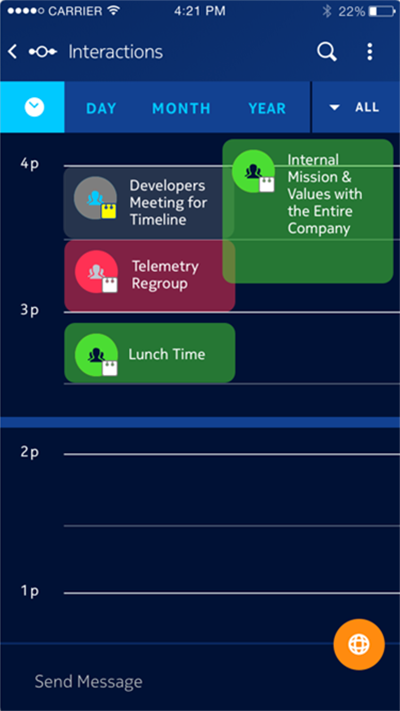 CARRIER 4:21 PM 22%
Interactions
DAY MONTH YEAR ALL
4p
Developers
Meeting for
Timeline
Internal
Mission &
Values with
the Entire
Company
Telemetry
Regroup
3p
Lunch Time
2p
1p
Send Message